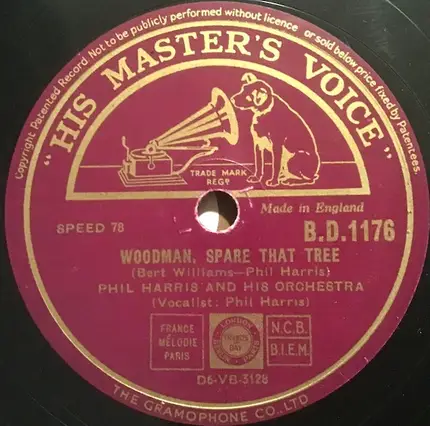 Copyright Patented Record. Not to be publicly performed without licence or sold below price fixed by Patentees.
"HIS MASTER'S VOICE"
TRADE MARK
REGD
Made in England
SPEED 78
B.D.1176
WOODMAN, SPARE THAT TREE
(Bert Williams—Phil Harris)
PHIL HARRIS AND HIS ORCHESTRA
(Vocalist: Phil Harris)
FRANCE
MÉLODIE
PARIS
LONDON
N.C.B.
B.I.E.M.
D6-VB-3128
THE GRAMOPHONE CO., LTD